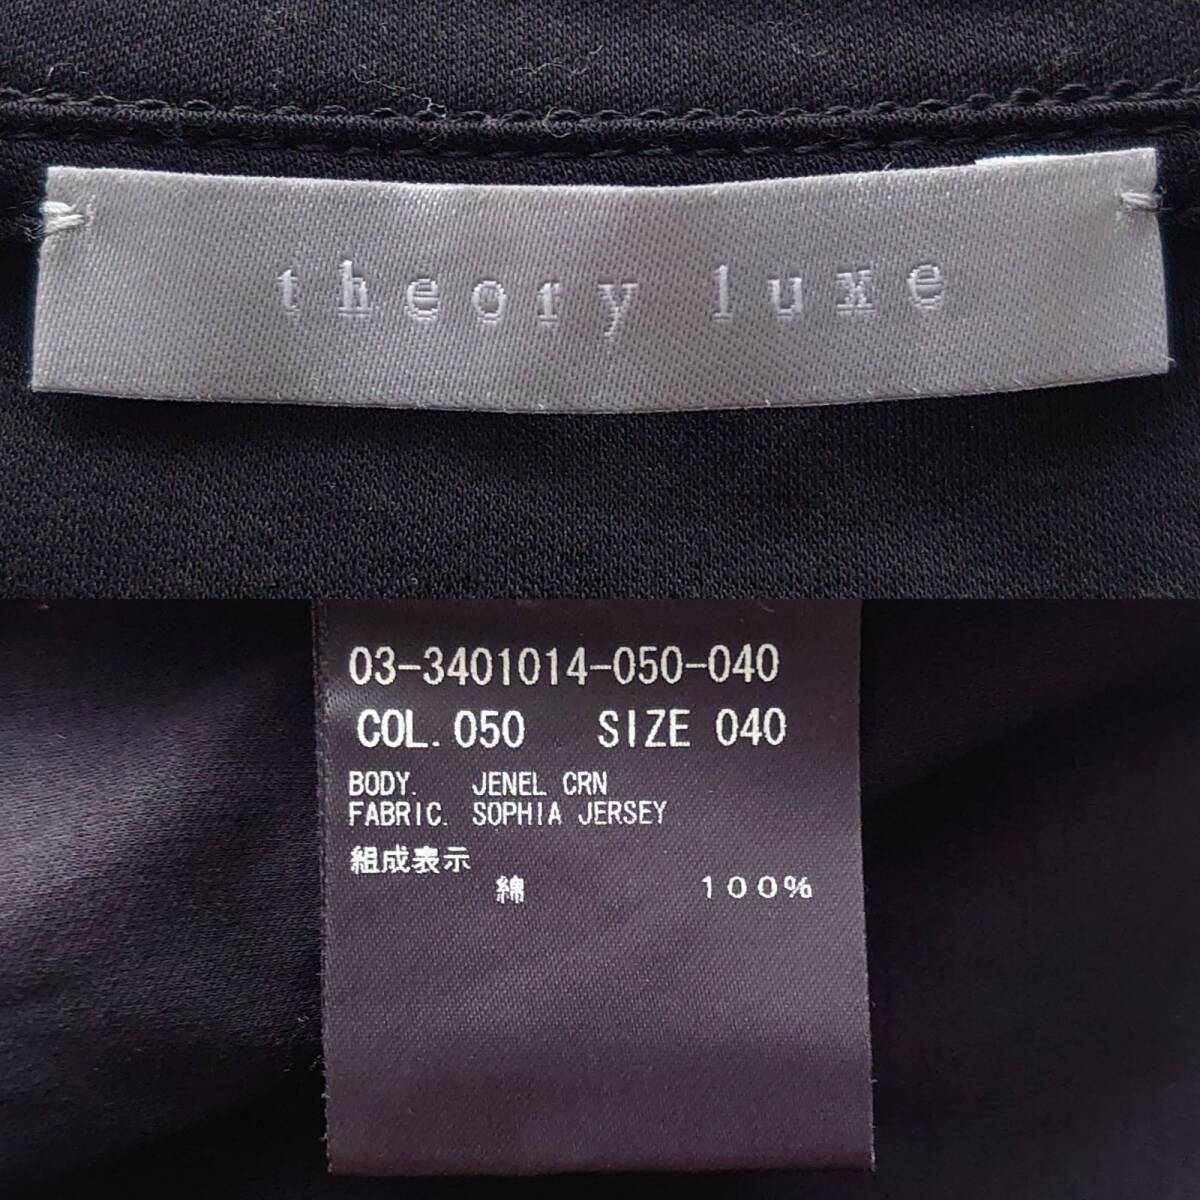 theory luxe
03-3401014-050-040
COL. 050 SIZE 040
BODY. JENEL CRN
FABRIC. SOPHIA JERSEY
組成表示
綿 100%